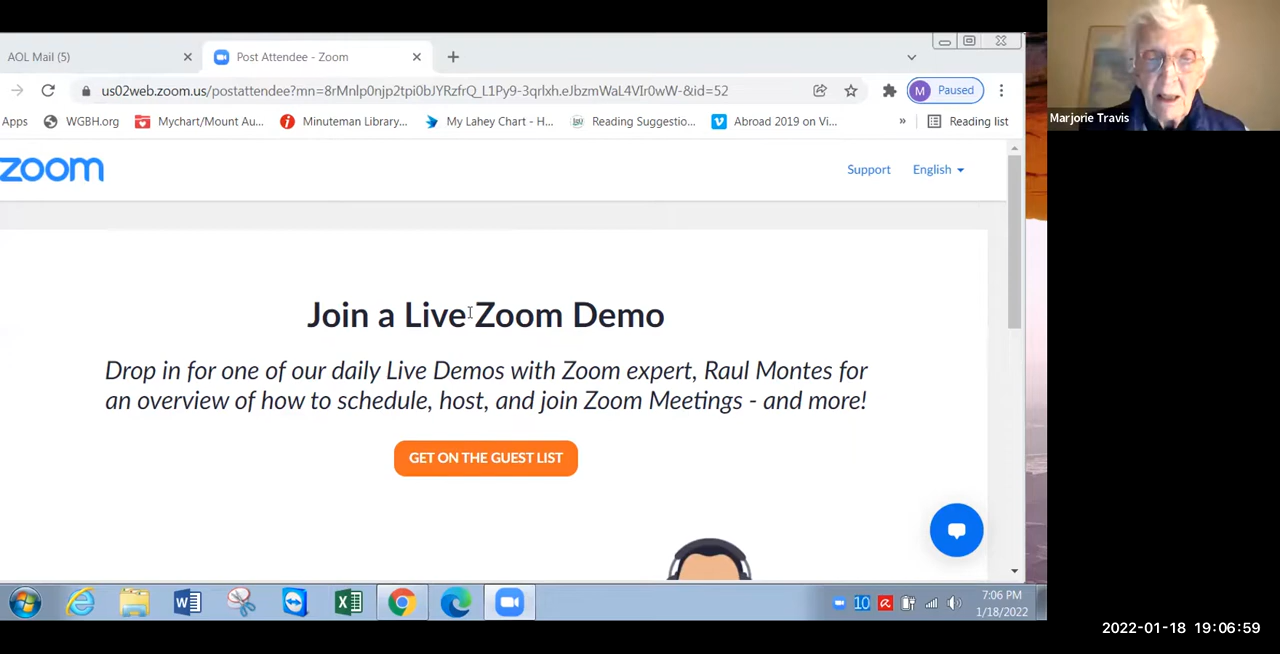 AOL Mail (5)
Post Attendee - Zoom
us02web.zoom.us/postattendee?mn=8rMnlp0njp2tpi0bJYRzfrQ_L1Py9-3qrlxh.eJbzmWaL4VIr0wW-&id=52
M Paused
Apps WGBH.org Mychart/Mount Au... Minuteman Library... My Lahey Chart - H... Reading Suggestio... Abroad 2019 on Vi... » Reading list
zoom
Support English
Join a Live Zoom Demo
Drop in for one of our daily Live Demos with Zoom expert, Raul Montes for
an overview of how to schedule, host, and join Zoom Meetings - and more!
GET ON THE GUEST LIST
10
7:06 PM
1/18/2022
Marjorie Travis
2022-01-18 19:06:59